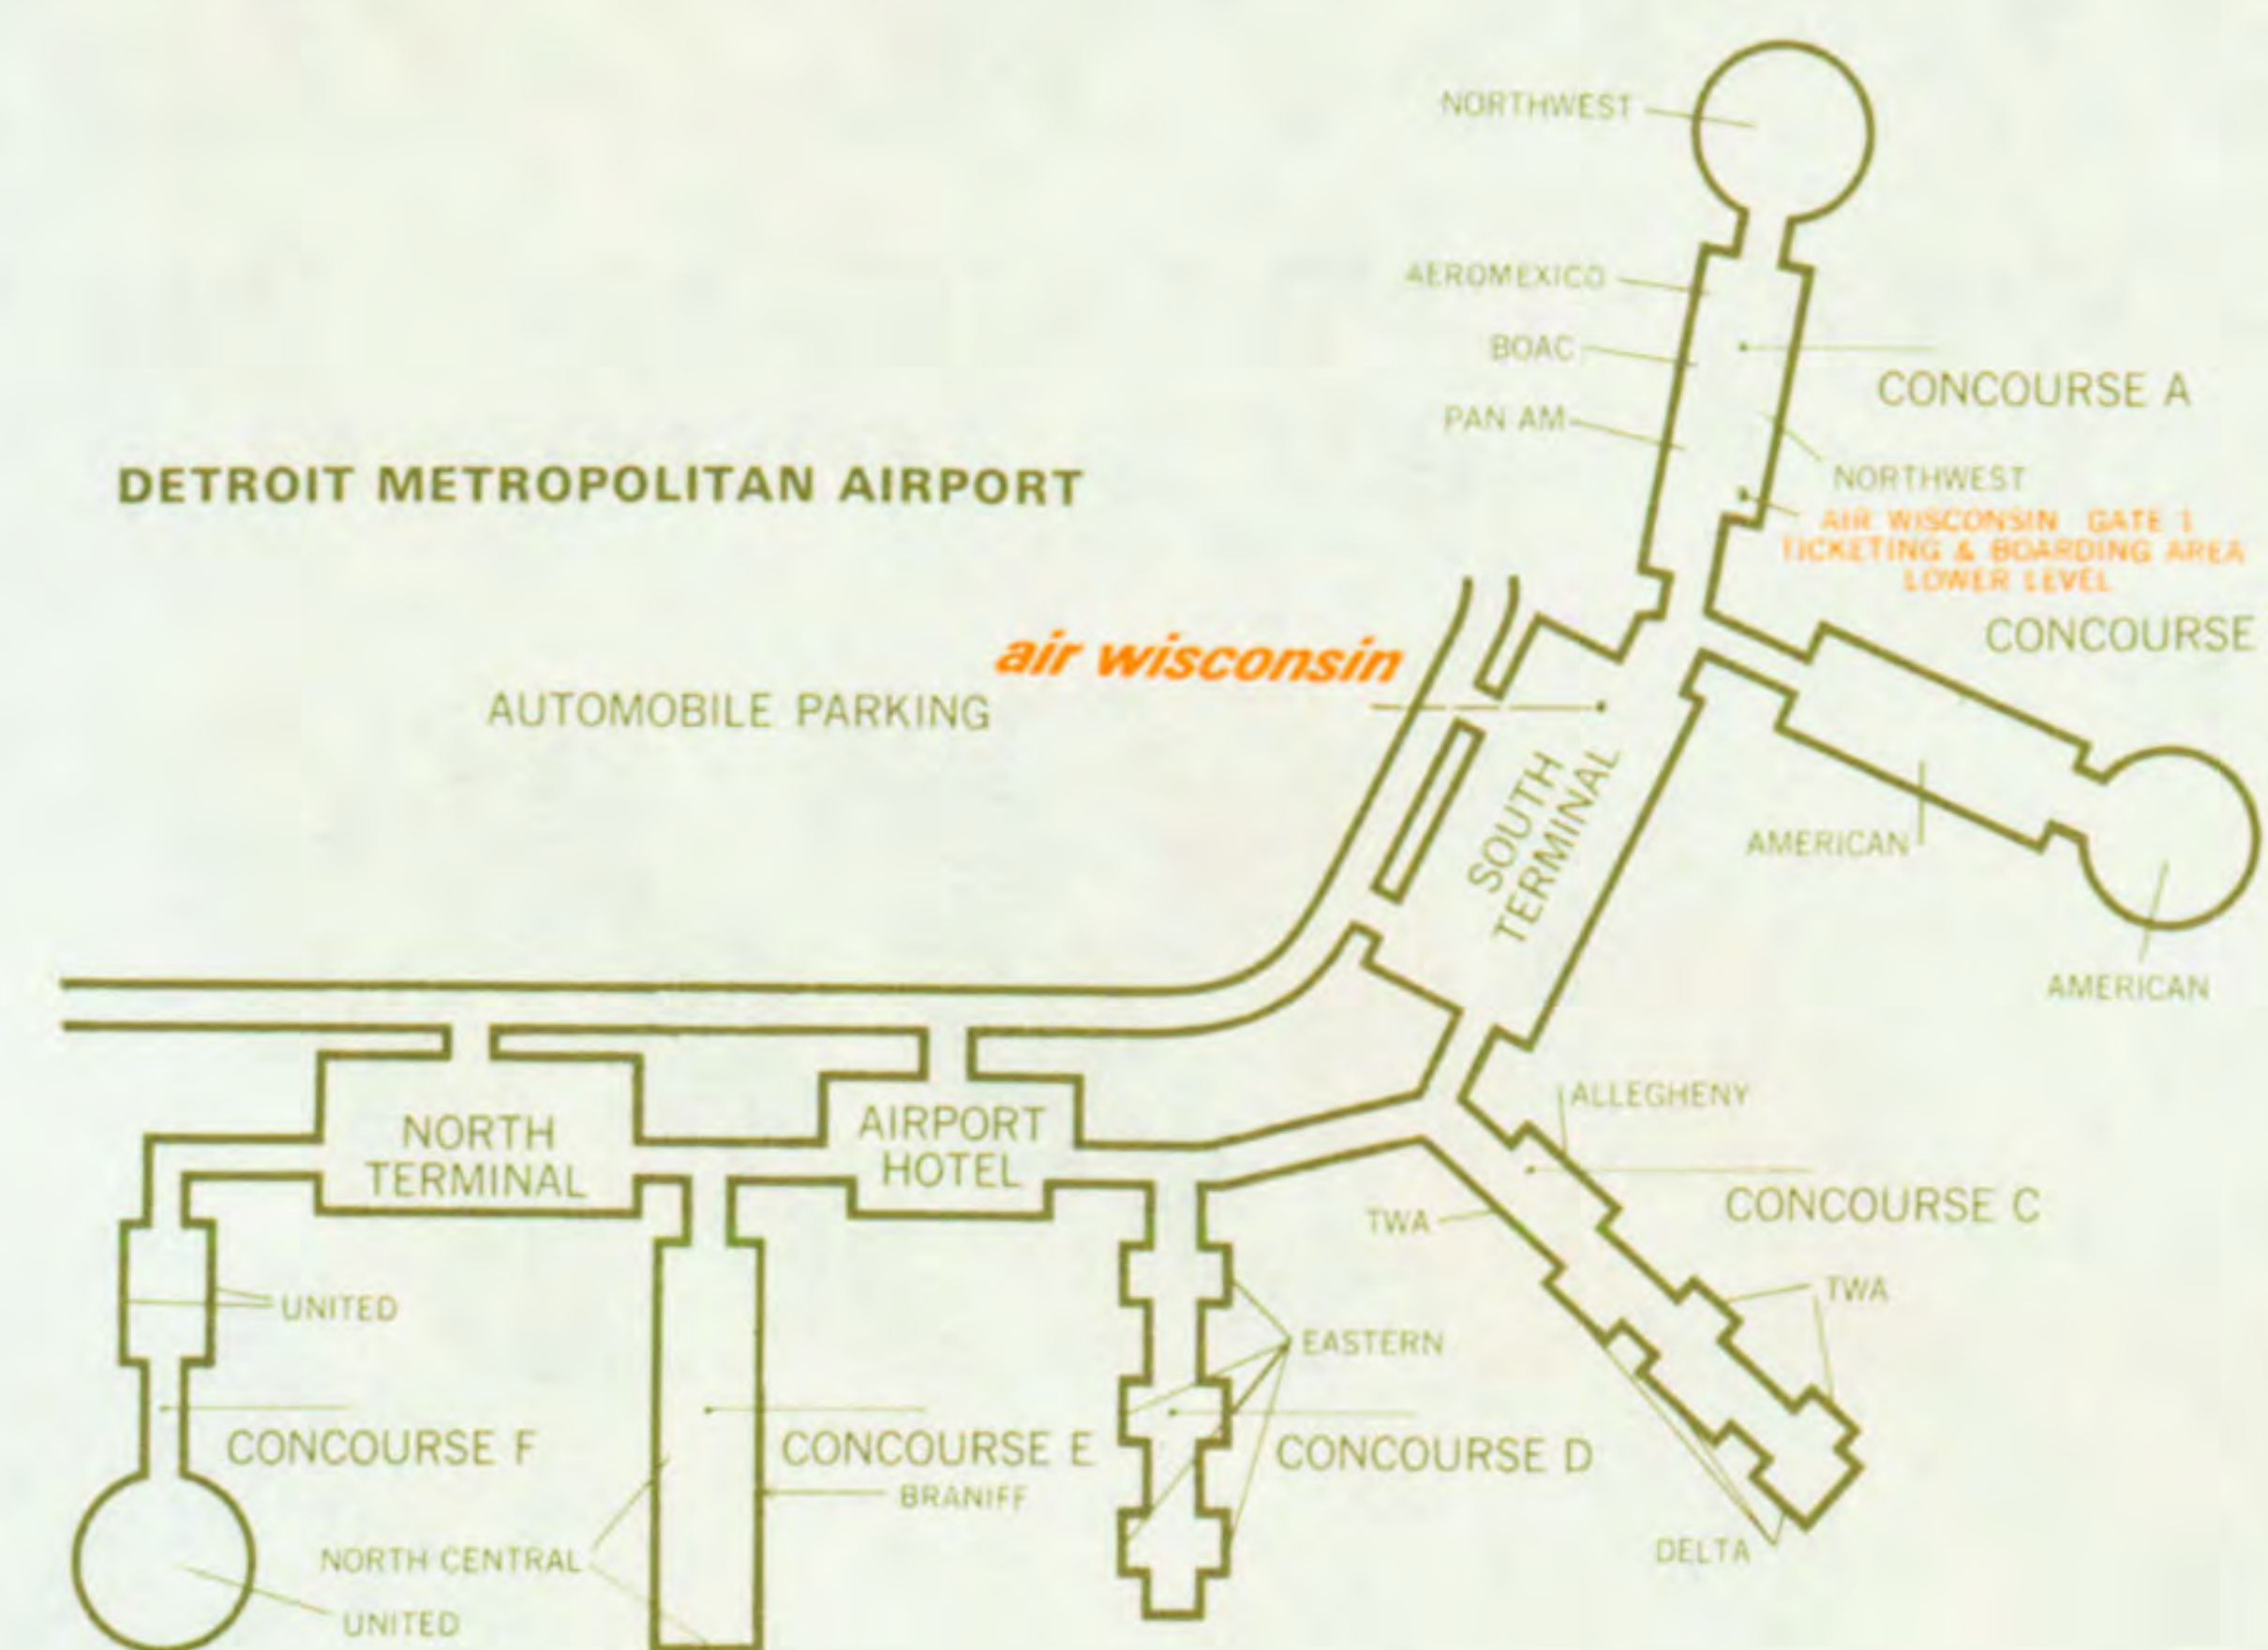 NORTHWEST
AEROMEXICO
BOAC
PAN AM
CONCOURSE A
NORTHWEST
AIR WISCONSIN GATE 1
TICKETING & BOARDING AREA
LOWER LEVEL
DETROIT METROPOLITAN AIRPORT
CONCOURSE
air wisconsin
AUTOMOBILE PARKING
SOUTH
TERMINAL
AMERICAN
AMERICAN
ALLEGHENY
NORTH
TERMINAL
AIRPORT
HOTEL
CONCOURSE C
TWA
TWA
UNITED
EASTERN
CONCOURSE F
CONCOURSE E
CONCOURSE D
BRANIFF
NORTH CENTRAL
DELTA
UNITED